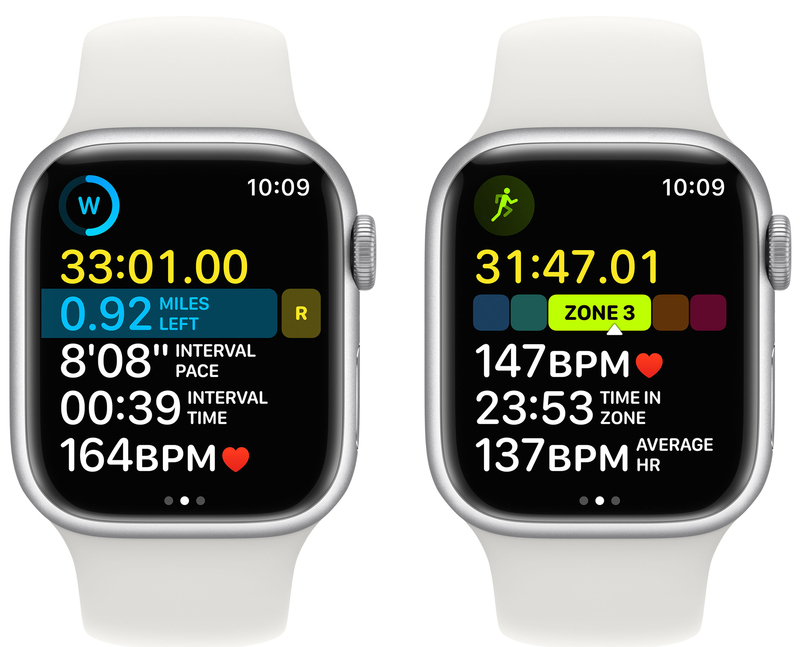 W
10:09
33:01.00
0.92 MILES LEFT
R
8'08" INTERVAL PACE
00:39 INTERVAL TIME
164BPM
10:09
31:47.01
ZONE 3
147BPM
23:53 TIME IN ZONE
137BPM AVERAGE HR